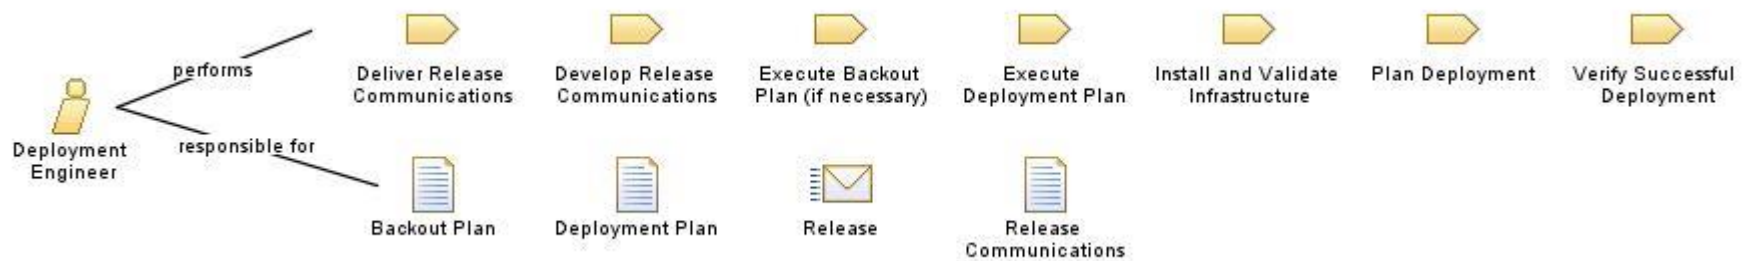 performs
Deliver Release
Communications
Develop Release
Communications
Execute Backout
Plan (if necessary)
Execute
Deployment Plan
Install and Validate
Infrastructure
Plan Deployment
Verify Successful
Deployment
Deployment
Engineer
responsible for
Backout Plan
Deployment Plan
Release
Release
Communications